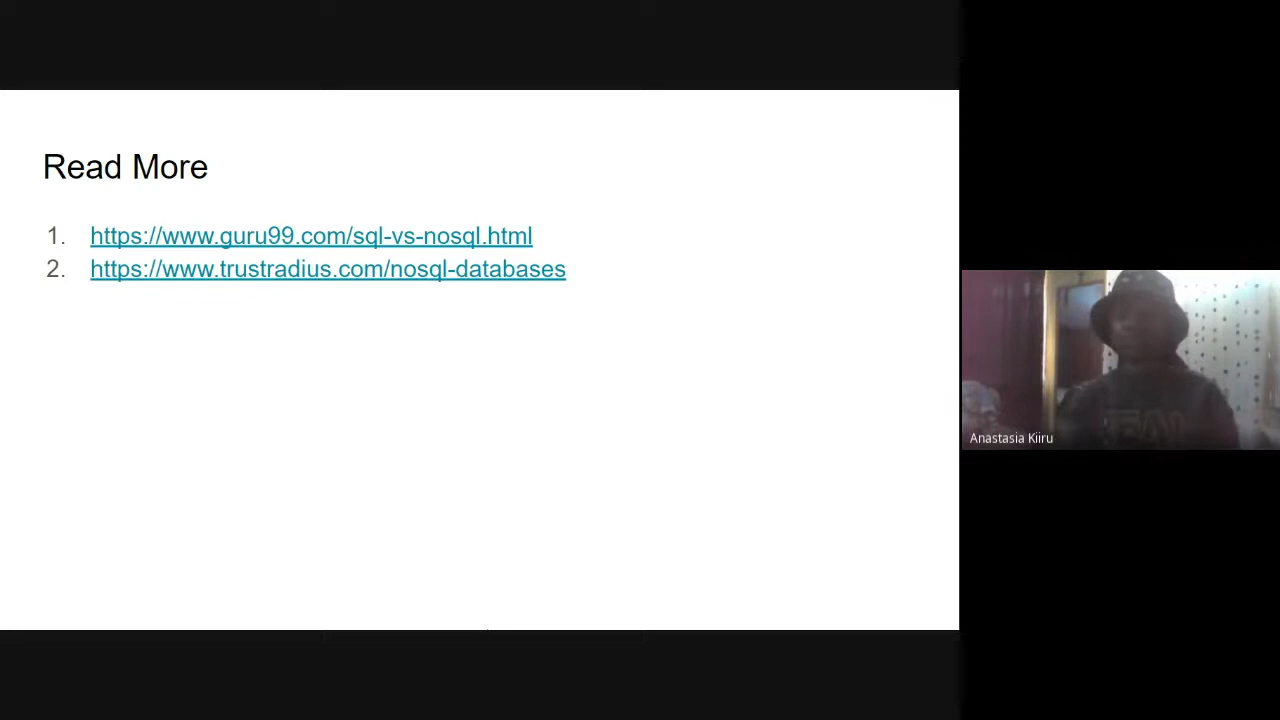 Read More
1. https://www.guru99.com/sql-vs-nosql.html
2. https://www.trustradius.com/nosql-databases
Anastasia Kiiru